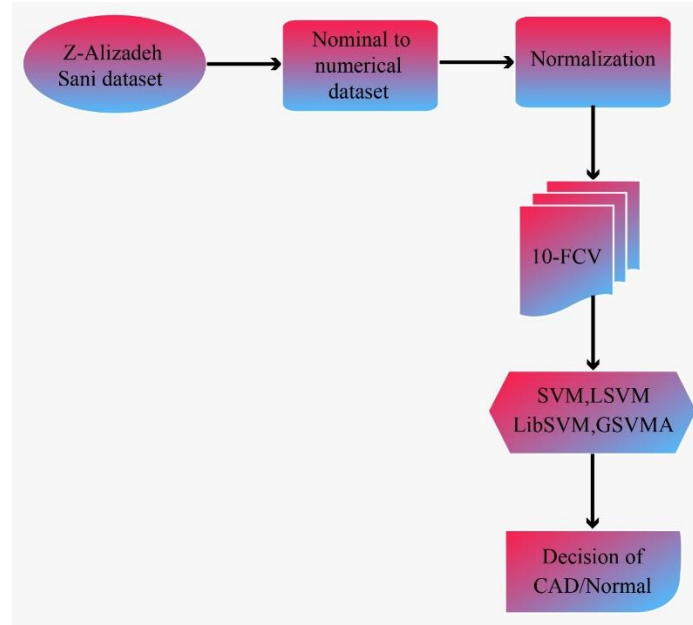 Z-Alizadeh
Sani dataset
Nominal to
numerical
dataset
Normalization
10-FCV
SVM,LSVM
LibSVM,GSVMA
Decision of
CAD/Normal